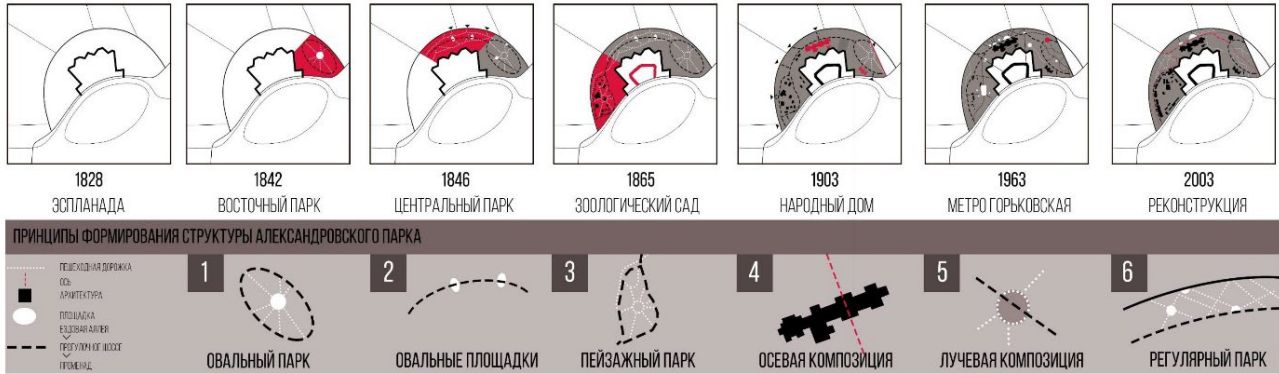 1828
ЭСПЛАНАДА
1842
ВОСТОЧНЫЙ ПАРК
1846
ЦЕНТРАЛЬНЫЙ ПАРК
1865
ЗООЛОГИЧЕСКИЙ САД
1903
НАРОДНЫЙ ДОМ
1963
МЕТРО ГОРЬКОВСКАЯ
2003
РЕКОНСТРУКЦИЯ
ПРИНЦИПЫ ФОРМИРОВАНИЯ СТРУКТУРЫ АЛЕКСАНДРОВСКОГО ПАРКА
ПЕШЕХОДНАЯ ДОРОЖКА
ОСЬ
АРХИТЕКТУРА
ПЛОЩАДКА
ЕЗДОВАЯ АЛЛЕЯ
ПРОГУЛОЧНОЕ ШОССЕ
ПРОМЕНАД
1
ОВАЛЬНЫЙ ПАРК
2
ОВАЛЬНЫЕ ПЛОЩАДКИ
3
ПЕЙЗАЖНЫЙ ПАРК
4
ОСЕВАЯ КОМПОЗИЦИЯ
5
ЛУЧЕВАЯ КОМПОЗИЦИЯ
6
РЕГУЛЯРНЫЙ ПАРК